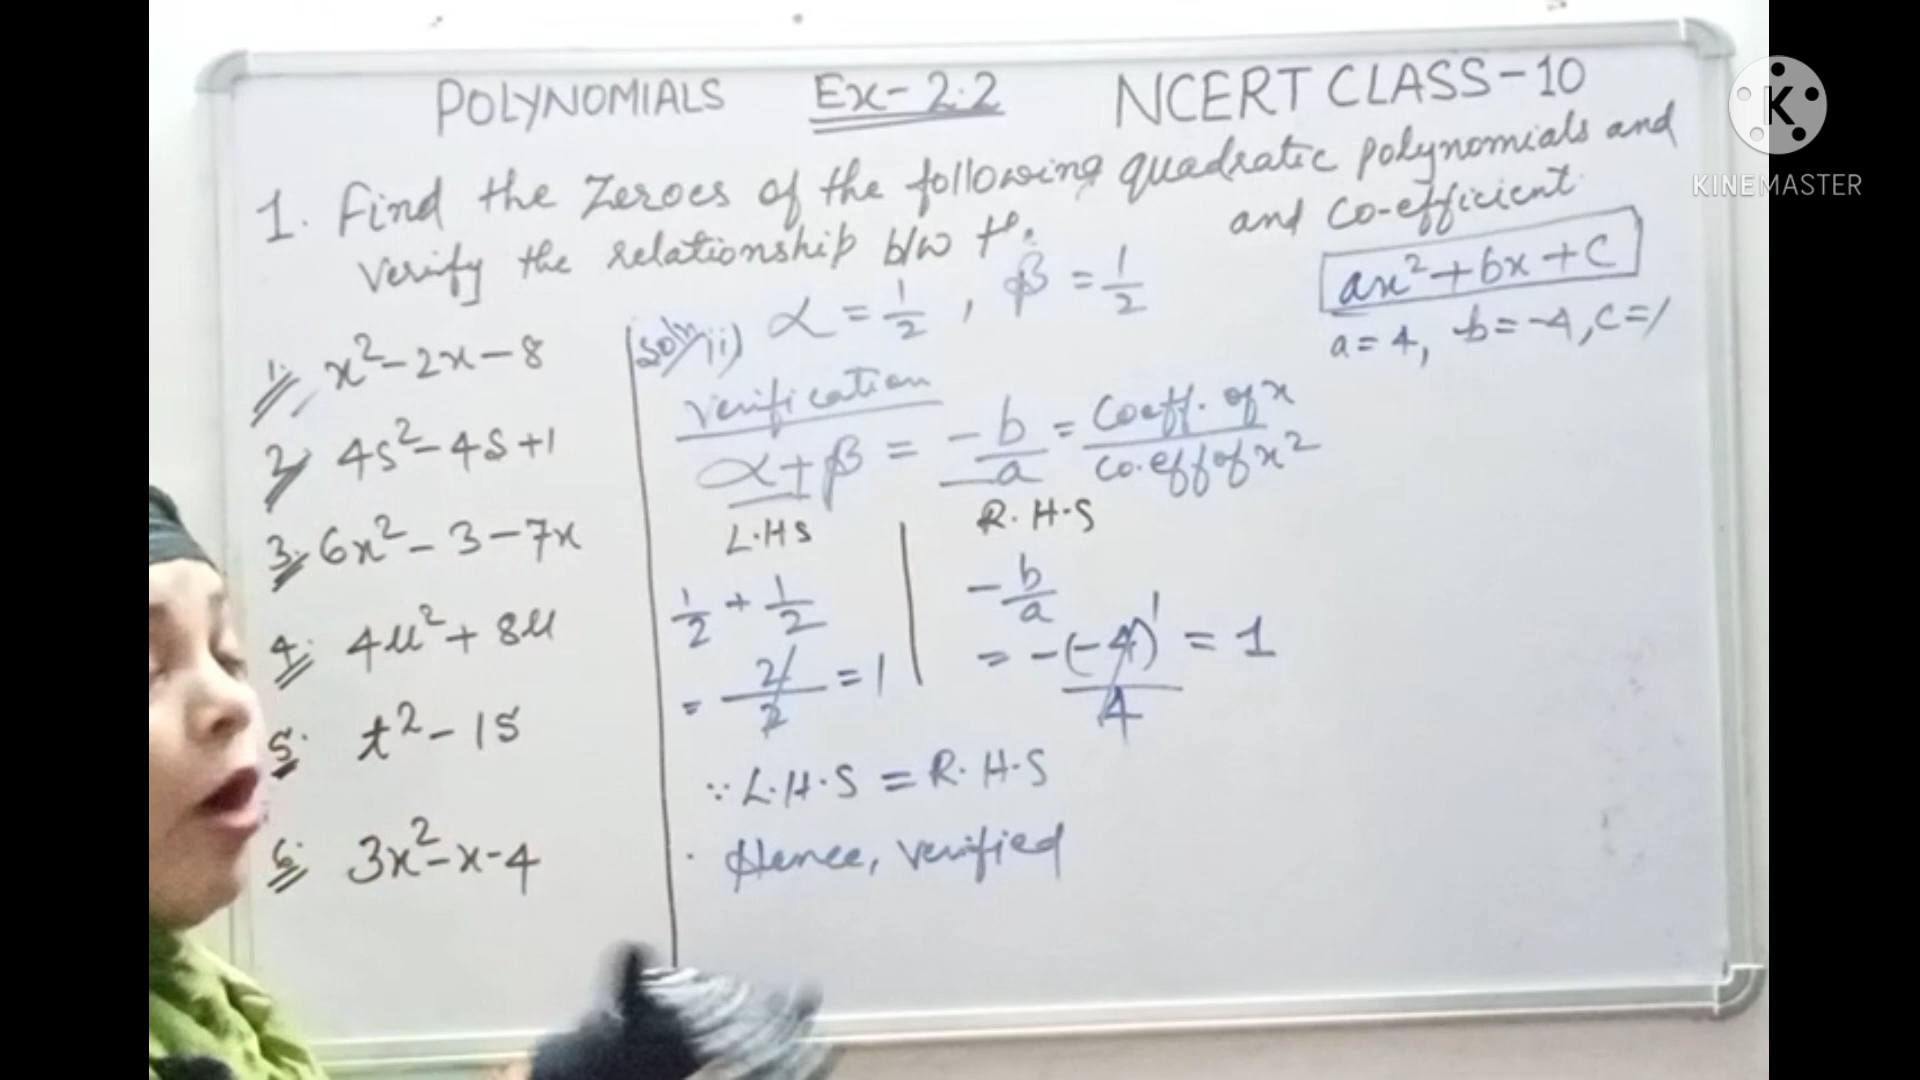 POLYNOMIALS Ex-2.2 NCERT CLASS-10
1. Find the Zeroes of the following quadratic polynomials and
verify the relationship b/w and co-efficient
ax²+bx+c
a=4, b=-4, c=1
1. x²-2x-8
2. 4s²-4s+1
3. 6x²-3-7x
4. 4u²+8u
5. t²-15
6. 3x²-x-4
Soln ii) α = 1/2 , β = 1/2
Verification
α+β = -b/a = Coeff. of x/Co.eff of x²
L.H.S R.H.S
1/2 + 1/2 -b/a
= 2/2 = 1 = -(-4)/4 1 = 1
∵ L.H.S = R.H.S
Hence, verified
K
KINEMASTER